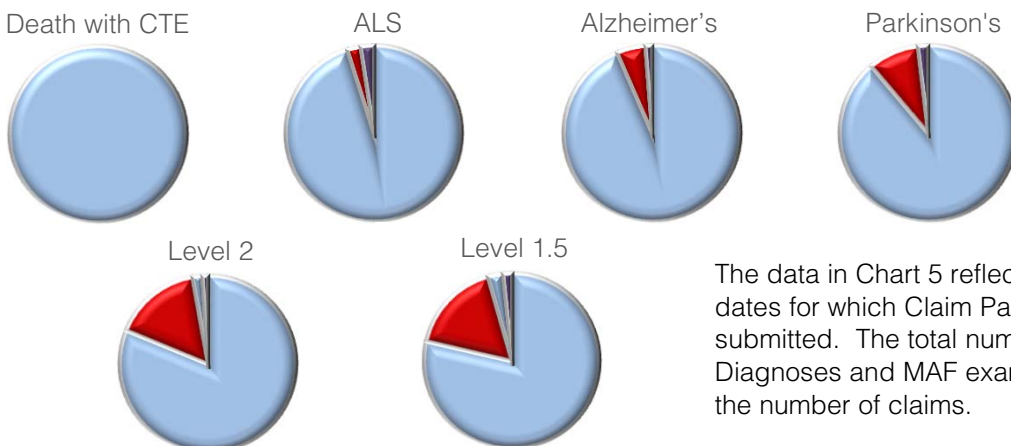 Death with CTE
ALS
Alzheimer's
Parkinson's
Level 2
Level 1.5
The data in Chart 5 reflec
dates for which Claim Pa
submitted. The total num
Diagnoses and MAF exa
the number of claims.